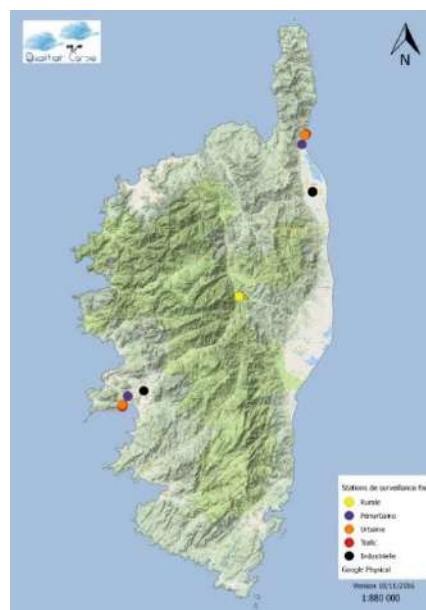 Qualitair Corse
N
Stations de surveillance fixe
Rurale
Périurbaine
Urbaine
Trafic
Industrielle
Google Physical
Version 10/11/2016
1:880 000